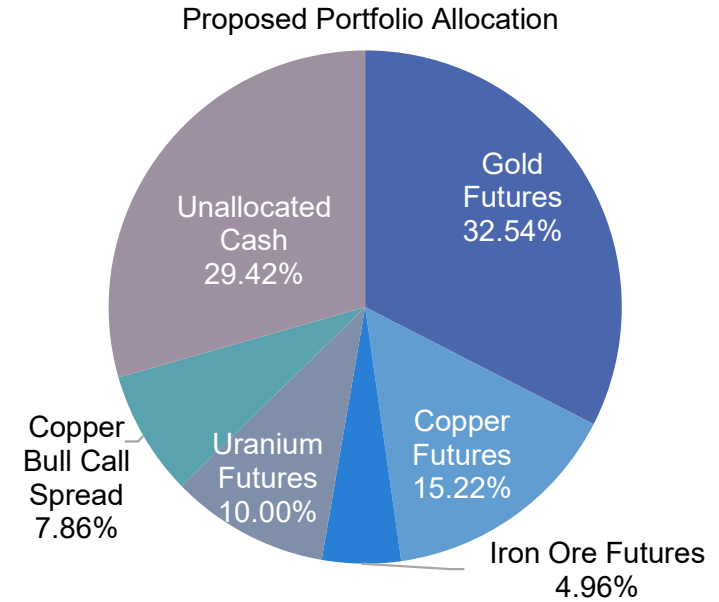 Proposed Portfolio Allocation
Gold
Futures
32.54%
Unallocated
Cash
29.42%
Copper
Futures
15.22%
Copper
Bull Call
Spread
7.86%
Uranium
Futures
10.00%
Iron Ore Futures
4.96%